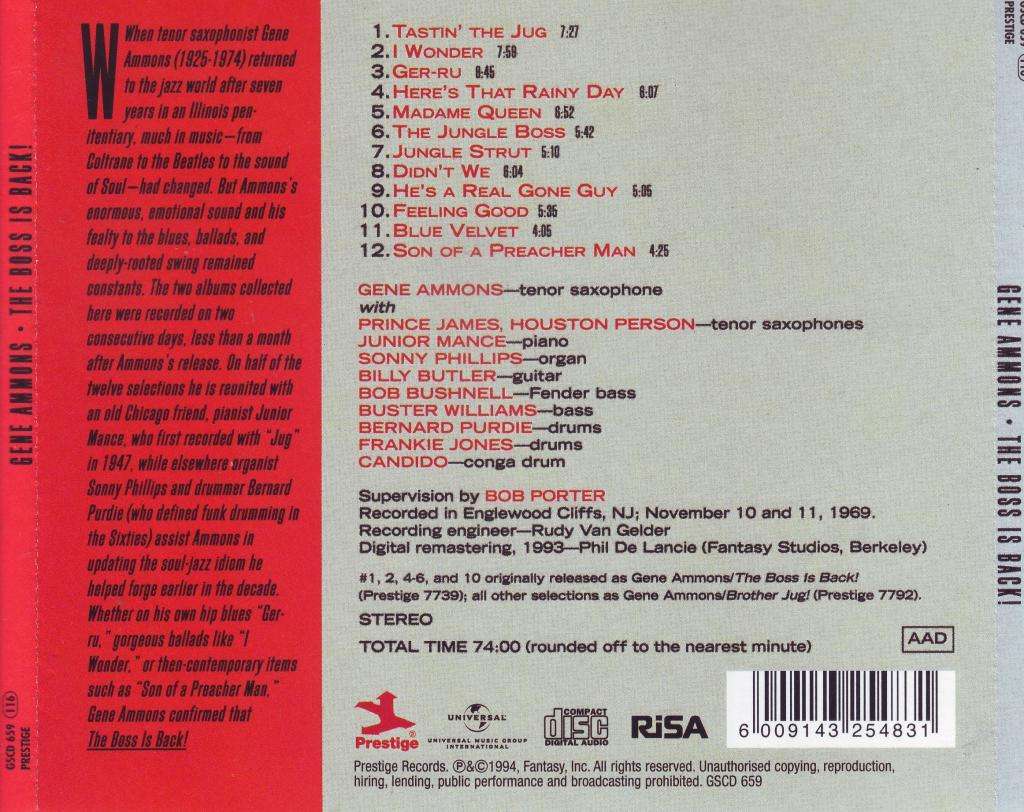 GENE AMMONS • THE BOSS IS BACK!
GSCD 659 116
PRESTIGE
When tenor saxophonist Gene
Ammons (1925-1974) returned
to the jazz world after seven
years in an Illinois pen-
itentiary, much in music—from
Coltrane to the Beatles to the sound
of Soul—had changed. But Ammons's
enormous, emotional sound and his
fealty to the blues, ballads, and
deeply-rooted swing remained
constants. The two albums collected
here were recorded on two
consecutive days, less than a month
after Ammons's release. On half of the
twelve selections he is reunited with
an old Chicago friend, pianist Junior
Mance, who first recorded with "Jug"
in 1947, while elsewhere organist
Sonny Phillips and drummer Bernard
Purdie (who defined funk drumming in
the Sixties) assist Ammons in
updating the soul-jazz idiom he
helped forge earlier in the decade.
Whether on his own hip blues "Ger-
ru," gorgeous ballads like "I
Wonder," or then-contemporary items
such as "Son of a Preacher Man,"
Gene Ammons confirmed that
The Boss Is Back!
1. TASTIN' THE JUG 7:27
2. I WONDER 7:59
3. GER-RU 8:45
4. HERE'S THAT RAINY DAY 6:07
5. MADAME QUEEN 6:52
6. THE JUNGLE BOSS 5:42
7. JUNGLE STRUT 5:10
8. DIDN'T WE 6:04
9. HE'S A REAL GONE GUY 5:05
10. FEELING GOOD 5:35
11. BLUE VELVET 4:05
12. SON OF A PREACHER MAN 4:25
GENE AMMONS—tenor saxophone
with
PRINCE JAMES, HOUSTON PERSON—tenor saxophones
JUNIOR MANCE—piano
SONNY PHILLIPS—organ
BILLY BUTLER—guitar
BOB BUSHNELL—Fender bass
BUSTER WILLIAMS—bass
BERNARD PURDIE—drums
FRANKIE JONES—drums
CANDIDO—conga drum
Supervision by BOB PORTER
Recorded in Englewood Cliffs, NJ; November 10 and 11, 1969.
Recording engineer—Rudy Van Gelder
Digital remastering, 1993—Phil De Lancie (Fantasy Studios, Berkeley)
#1, 2, 4-6, and 10 originally released as Gene Ammons/The Boss Is Back!
(Prestige 7739); all other selections as Gene Ammons/Brother Jug! (Prestige 7792).
STEREO
TOTAL TIME 74:00 (rounded off to the nearest minute)
AAD
Prestige®
UNIVERSAL
UNIVERSAL MUSIC GROUP
INTERNATIONAL
COMPACT
disc
DIGITAL AUDIO
RiSA
6 009143 254831
Prestige Records. ℗&©1994, Fantasy, Inc. All rights reserved. Unauthorised copying, reproduction,
hiring, lending, public performance and broadcasting prohibited. GSCD 659
PRESTIGE
GENE AMMONS • THE BOSS IS BACK!